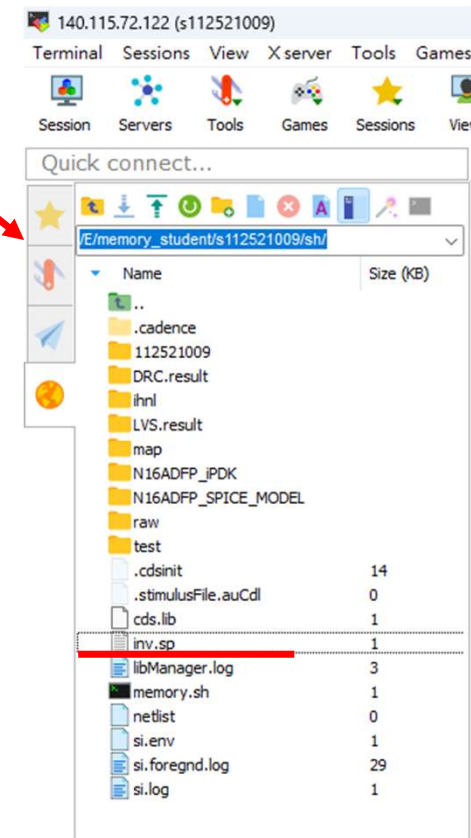 140.115.72.122 (s112521009)
Terminal Sessions View X server Tools Games
Session Servers Tools Games Sessions Vie
Quick connect...
/E/memory_student/s112521009/sh/
Name Size (KB)
..
.cadence
112521009
DRC.result
ihnl
LVS.result
map
N16ADFP_iPDK
N16ADFP_SPICE_MODEL
raw
test
.cdsinit 14
.stimulusFile.auCdl 0
cds.lib 1
inv.sp 1
libManager.log 3
memory.sh 1
netlist 0
si.env 1
si.foregnd.log 29
si.log 1